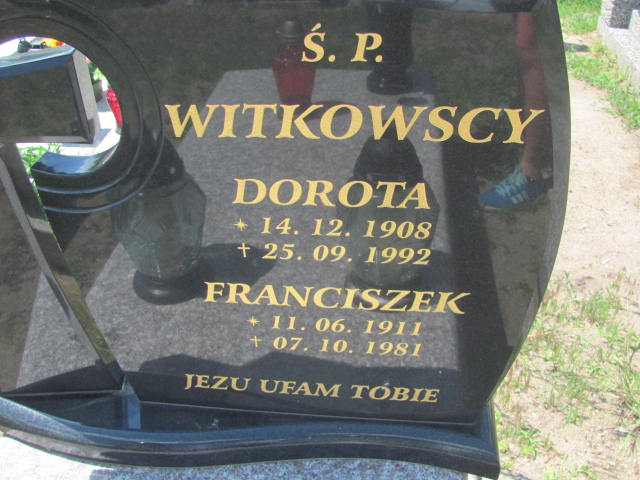 Ś. P.
WITKOWSCY
DOROTA
* 14. 12. 1908
† 25. 09. 1992
FRANCISZEK
* 11. 06. 1911
† 07. 10. 1981
JEZU UFAM TOBIE